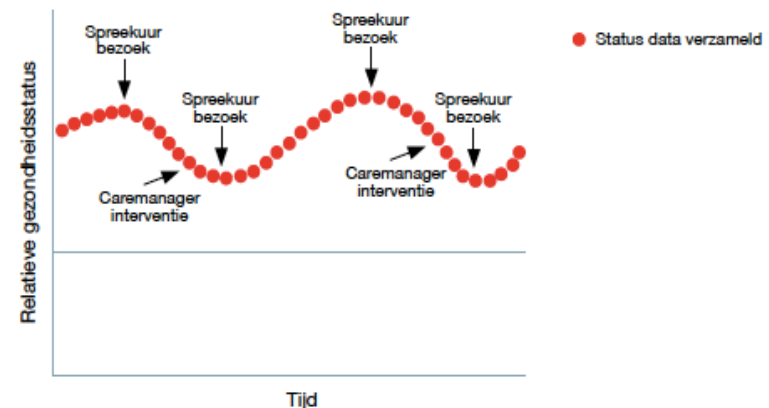 Spreekuur
bezoek
Spreekuur
bezoek
Spreekuur
bezoek
Spreekuur
bezoek
Caremanager
interventie
Caremanager
interventie
Status data verzameld
Relatieve gezondheidsstatus
Tijd